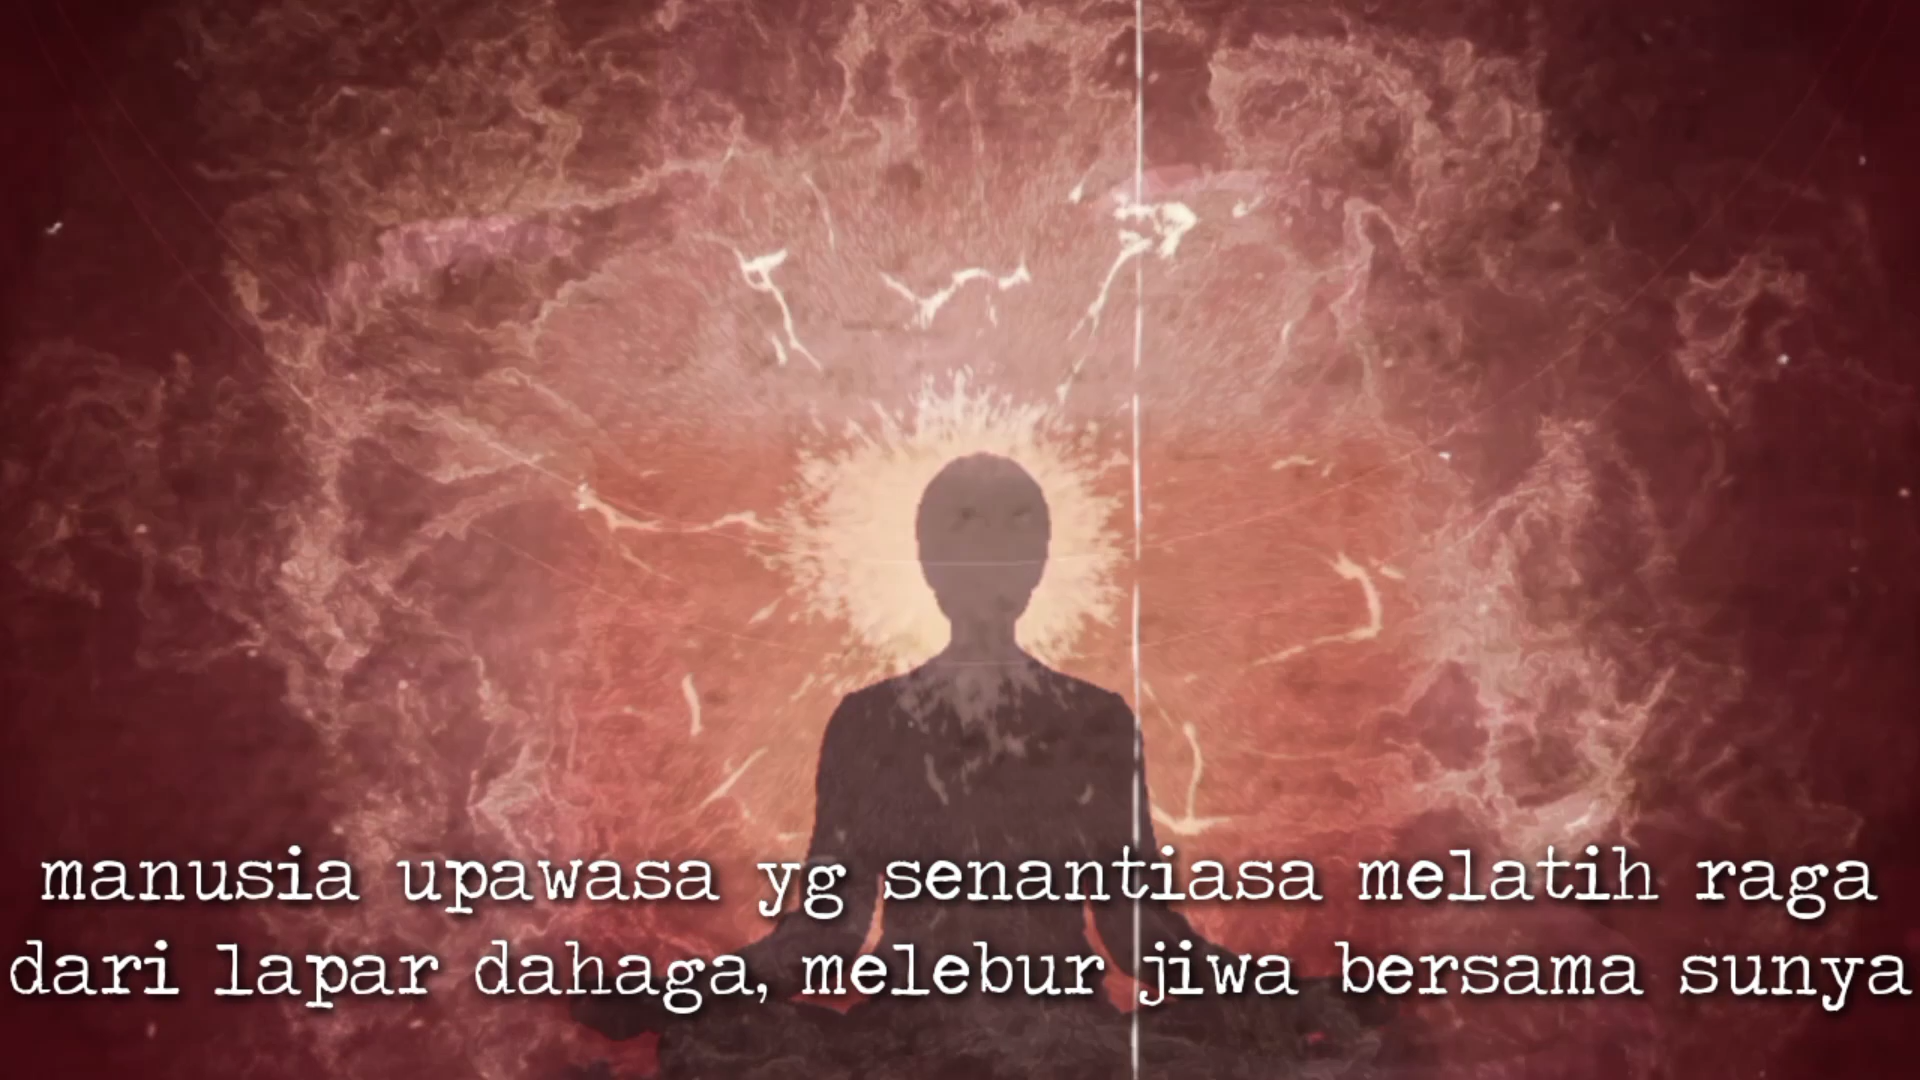 manusia upawasa yg senantiasa melatih raga
dari lapar dahaga, melebur jiwa bersama sunya